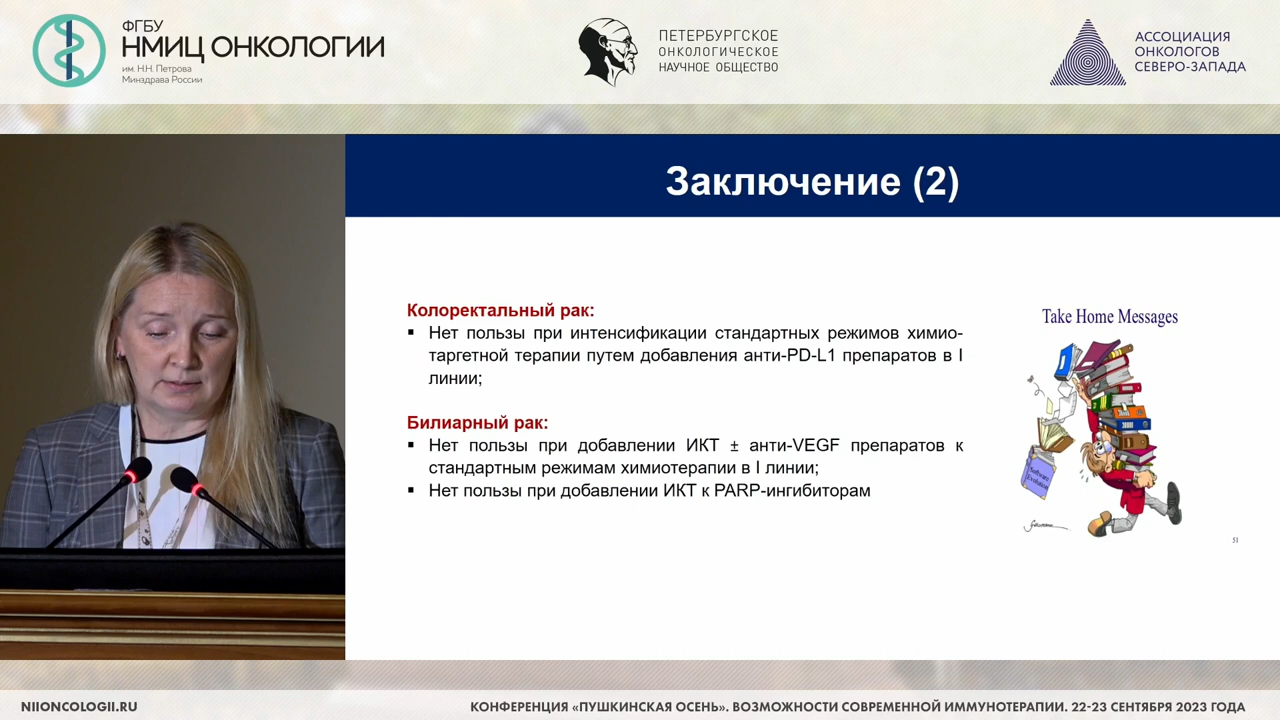 ФГБУ
НМИЦ ОНКОЛОГИИ
им. Н.Н. Петрова
Минздрава России
ПЕТЕРБУРГСКОЕ
ОНКОЛОГИЧЕСКОЕ
НАУЧНОЕ ОБЩЕСТВО
АССОЦИАЦИЯ
ОНКОЛОГОВ
СЕВЕРО-ЗАПАДА
Заключение (2)
Колоректальный рак:
▪ Нет пользы при интенсификации стандартных режимов химио-
таргетной терапии путем добавления анти-PD-L1 препаратов в I
линии;
Билиарный рак:
▪ Нет пользы при добавлении ИКТ ± анти-VEGF препаратов к
стандартным режимам химиотерапии в I линии;
▪ Нет пользы при добавлении ИКТ к PARP-ингибиторам
Take Home Messages
Software
Evolution
51
NIIONCOLOGII.RU
КОНФЕРЕНЦИЯ «ПУШКИНСКАЯ ОСЕНЬ». ВОЗМОЖНОСТИ СОВРЕМЕННОЙ ИММУНОТЕРАПИИ. 22-23 СЕНТЯБРЯ 2023 ГОДА